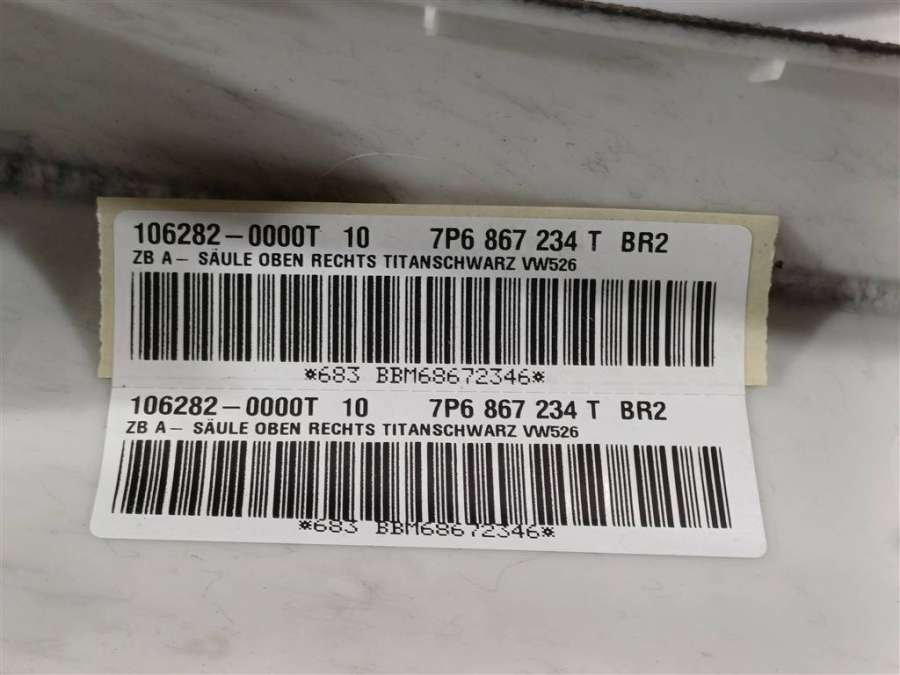 106282-0000T 10 7P6 867 234 T BR2
ZB A- SÄULE OBEN RECHTS TITANSCHWARZ VW526
*683 BBM68672346*
106282-0000T 10 7P6 867 234 T BR2
ZB A- SÄULE OBEN RECHTS TITANSCHWARZ VW526
*683 BBM68672346*